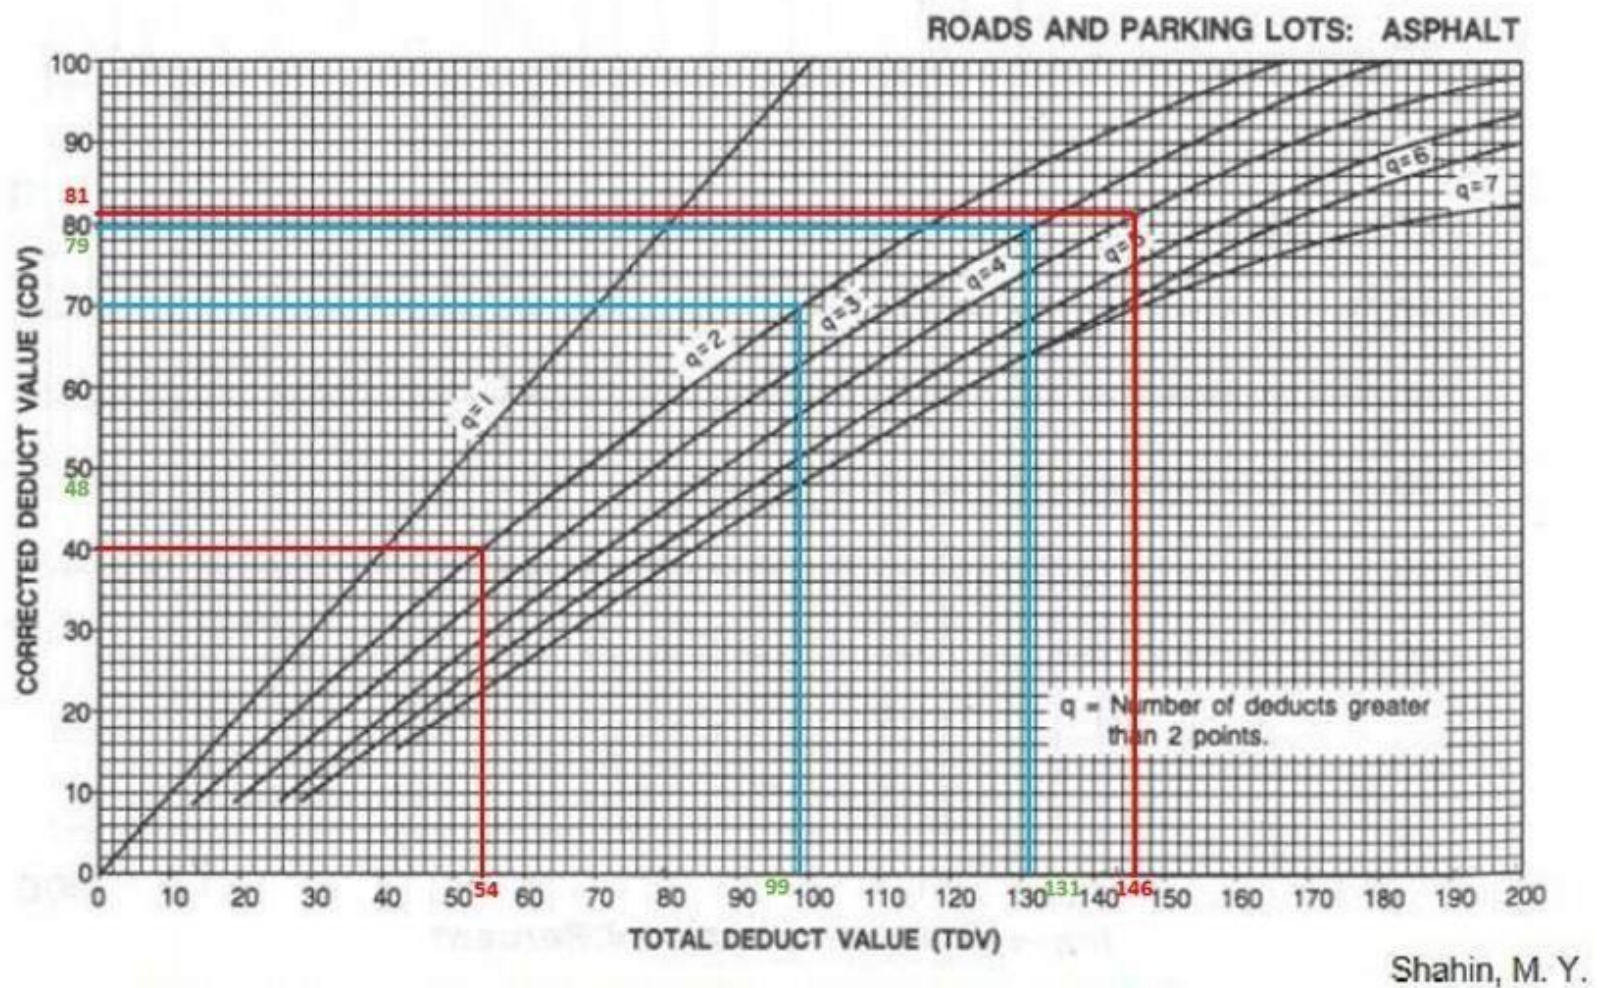 ROADS AND PARKING LOTS: ASPHALT
CORRECTED DEDUCT VALUE (CDV)
100
90
81
80
79
70
60
50
48
40
30
20
10
0
q=1
q=2
q=3
q=4
q=5
q=6
q=7
q = Number of deducts greater
than 2 points.
0 10 20 30 40 50 54 60 70 80 90 99 100 110 120 130 131 140 146 150 160 170 180 190 200
TOTAL DEDUCT VALUE (TDV)
Shahin, M. Y.